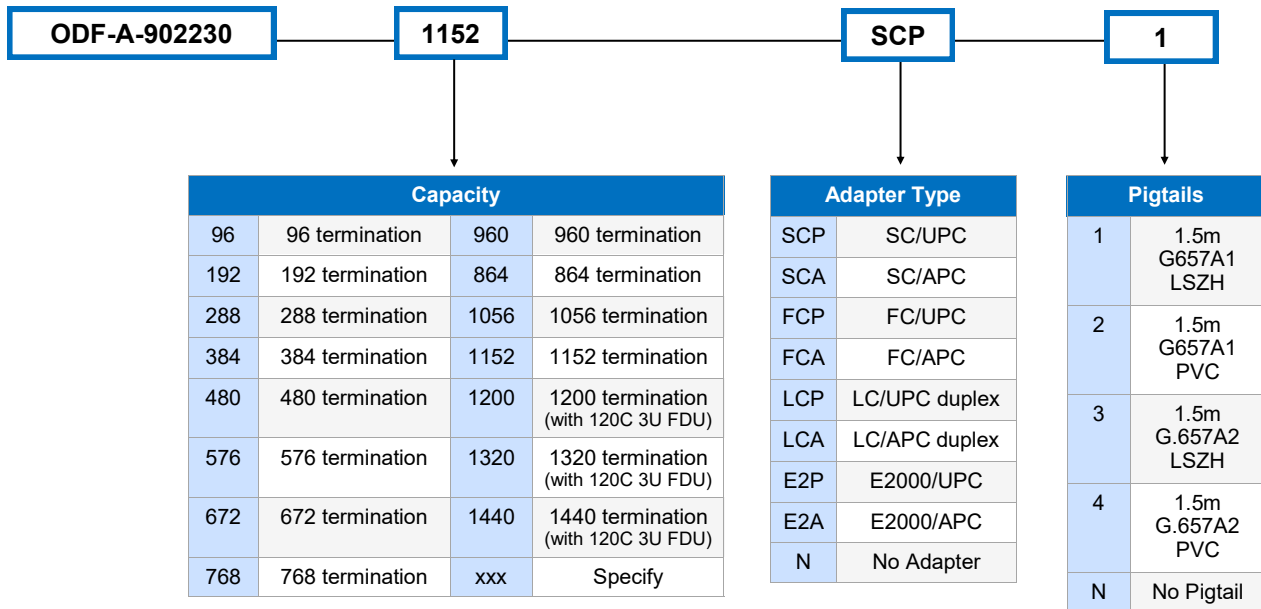 ODF-A-902230 1152 SCP 1
Capacity
96 96 termination 960 960 termination
192 192 termination 864 864 termination
288 288 termination 1056 1056 termination
384 384 termination 1152 1152 termination
480 480 termination 1200 1200 termination
(with 120C 3U FDU)
576 576 termination 1320 1320 termination
(with 120C 3U FDU)
672 672 termination 1440 1440 termination
(with 120C 3U FDU)
768 768 termination xxx Specify
Adapter Type
SCP SC/UPC
SCA SC/APC
FCP FC/UPC
FCA FC/APC
LCP LC/UPC duplex
LCA LC/APC duplex
E2P E2000/UPC
E2A E2000/APC
N No Adapter
Pigtails
1 1.5m
G657A1
LSZH
2 1.5m
G657A1
PVC
3 1.5m
G.657A2
LSZH
4 1.5m
G.657A2
PVC
N No Pigtail